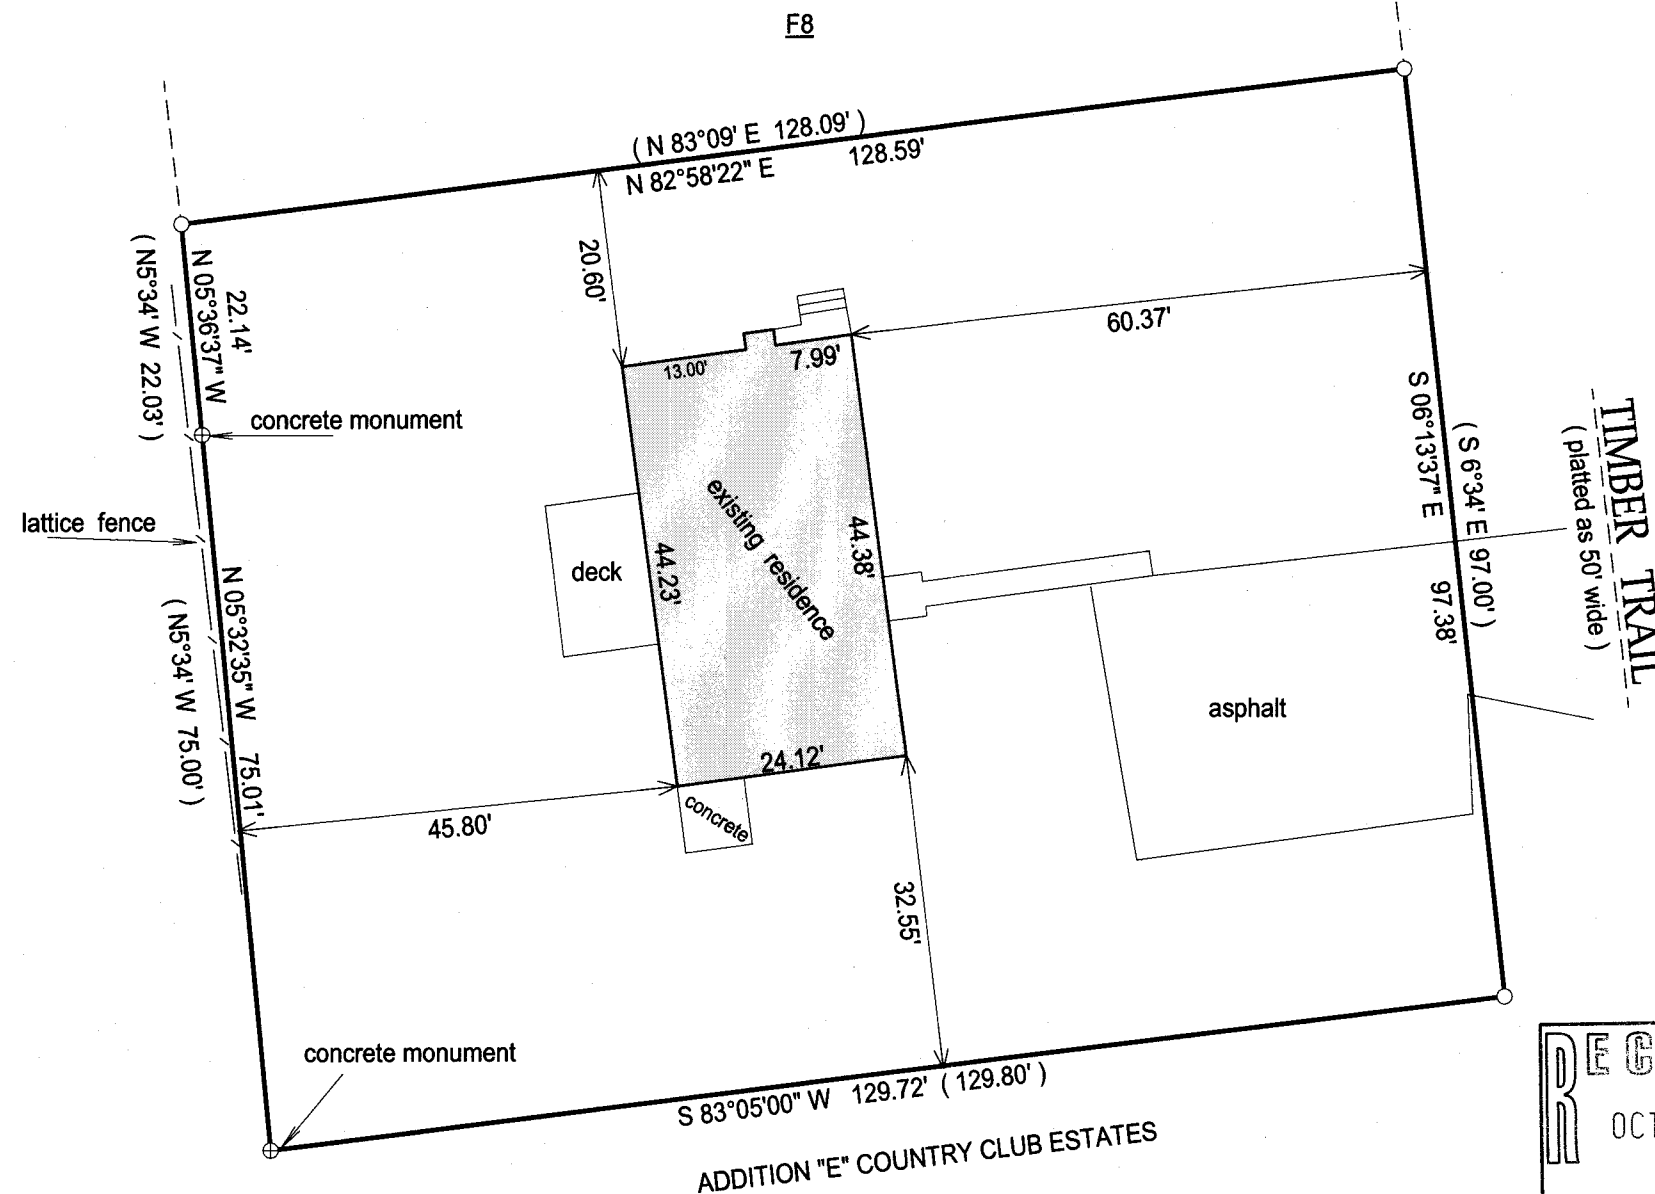 F8
( N 83°09' E 128.09' )
N 82°58'22" E 128.59'
20.60'
60.37'
13.00'
7.99'
( N5°34' W 22.03' )
N 05°36'37" W
22.14'
concrete monument
lattice fence
existing residence
44.38'
44.23'
deck
S 06°13'37" E
97.38'
( S 6°34' E 97.00' )
TIMBER TRAIL
( platted as 50' wide )
N 05°32'35" W 75.01'
( N5°34' W 75.00' )
asphalt
24.12'
concrete
45.80'
32.55'
concrete monument
S 83°05'00" W 129.72' ( 129.80' )
ADDITION "E" COUNTRY CLUB ESTATES
OCT